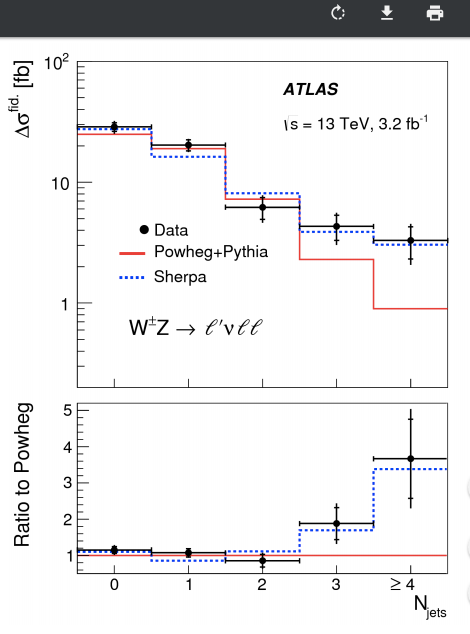 10²
Δσ^fid. [fb]
ATLAS
√s = 13 TeV, 3.2 fb⁻¹
10
Data
Powheg+Pythia
Sherpa
1
W±Z → ℓ′νℓℓ
Ratio to Powheg
5
4
3
2
1
0 1 2 3 ≥ 4
N_jets